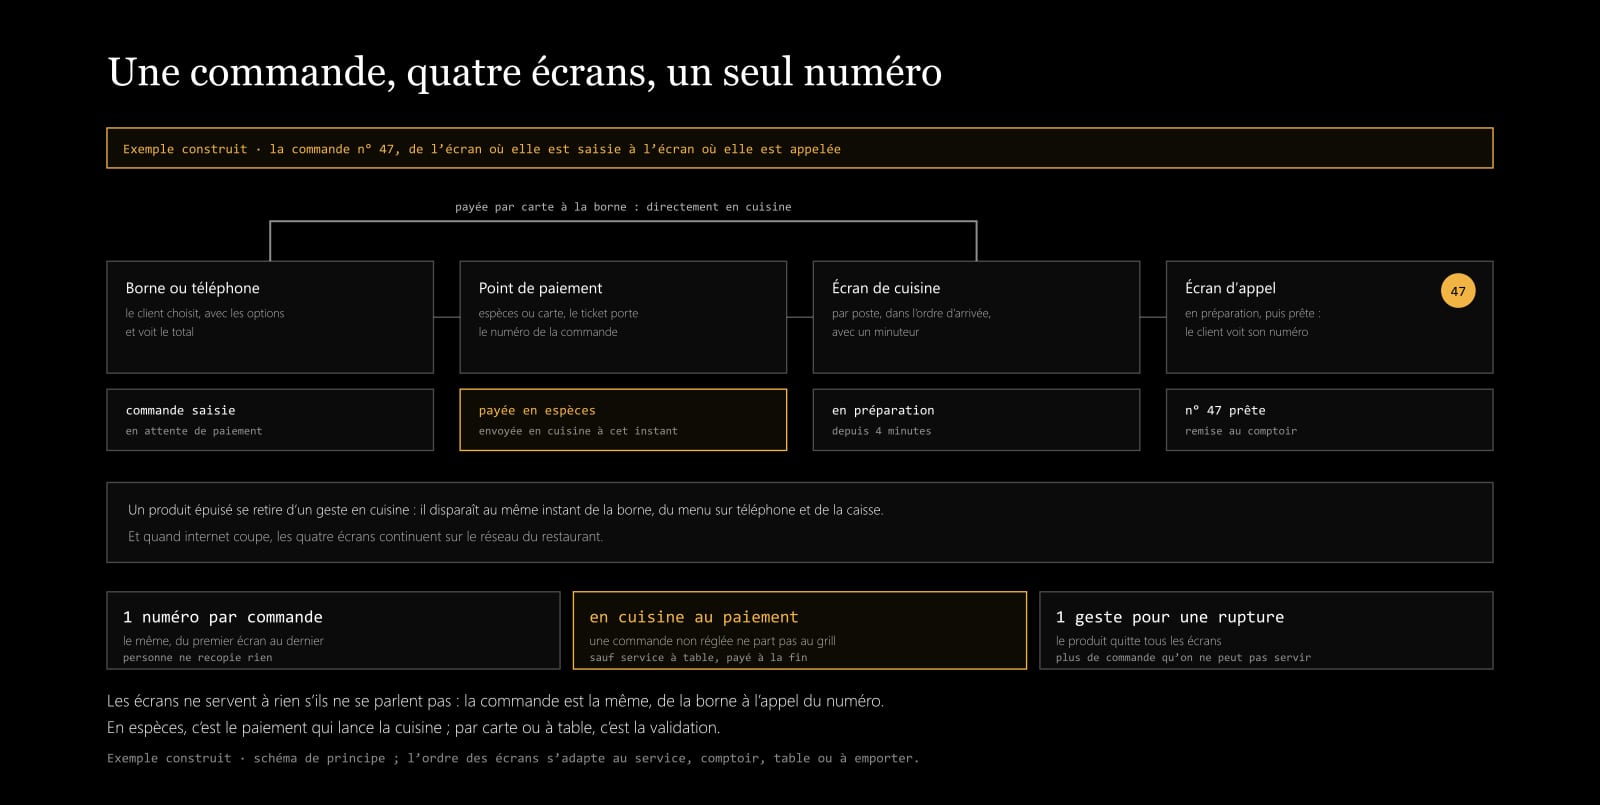 Une commande, quatre écrans, un seul numéro
Exemple construit · la commande n° 47, de l’écran où elle est saisie à l’écran où elle est appelée
payée par carte à la borne : directement en cuisine
Borne ou téléphone
le client choisit, avec les options
et voit le total
Point de paiement
espèces ou carte, le ticket porte
le numéro de la commande
Écran de cuisine
par poste, dans l’ordre d’arrivée,
avec un minuteur
Écran d’appel
47
en préparation, puis prête :
le client voit son numéro
commande saisie
en attente de paiement
payée en espèces
envoyée en cuisine à cet instant
en préparation
depuis 4 minutes
n° 47 prête
remise au comptoir
Un produit épuisé se retire d’un geste en cuisine : il disparaît au même instant de la borne, du menu sur téléphone et de la caisse.
Et quand internet coupe, les quatre écrans continuent sur le réseau du restaurant.
1 numéro par commande
le même, du premier écran au dernier
personne ne recopie rien
en cuisine au paiement
une commande non réglée ne part pas au grill
sauf service à table, payé à la fin
1 geste pour une rupture
le produit quitte tous les écrans
plus de commande qu’on ne peut pas servir
Les écrans ne servent à rien s’ils ne se parlent pas : la commande est la même, de la borne à l’appel du numéro.
En espèces, c’est le paiement qui lance la cuisine ; par carte ou à table, c’est la validation.
Exemple construit · schéma de principe ; l’ordre des écrans s’adapte au service, comptoir, table ou à emporter.